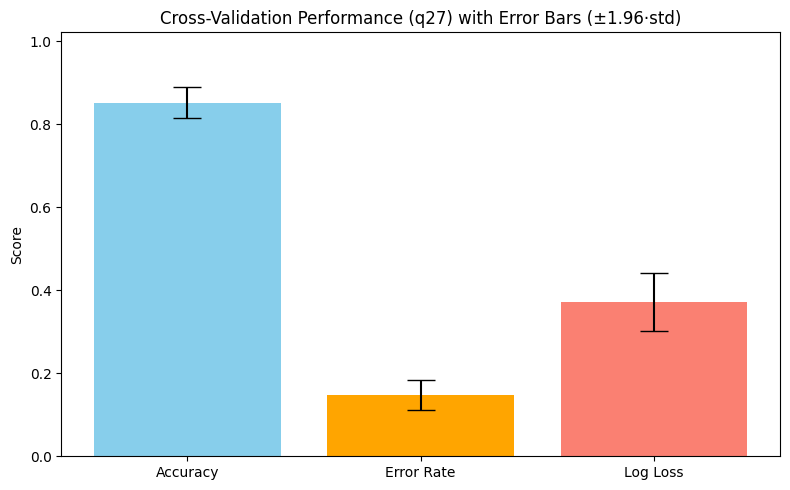 Cross-Validation Performance (q27) with Error Bars (±1.96·std)
1.0
0.8
0.6
0.4
0.2
0.0
Score
Accuracy
Error Rate
Log Loss